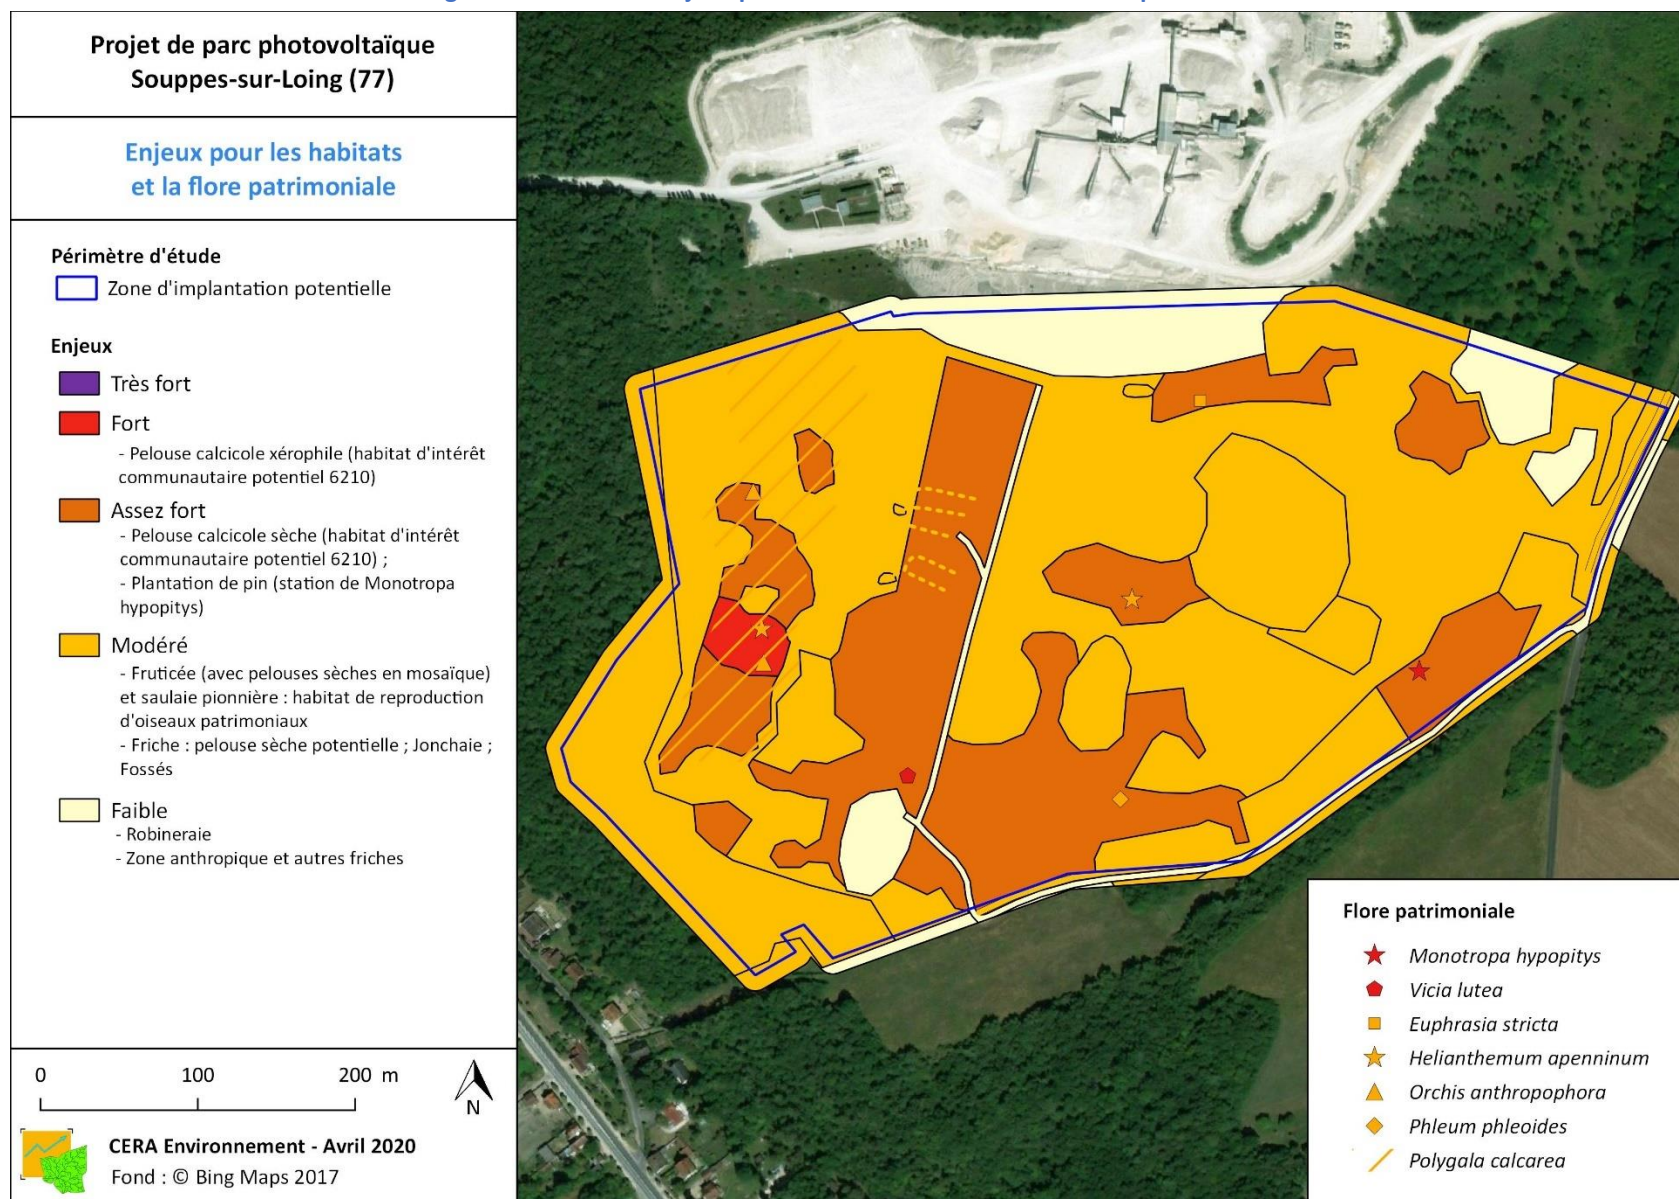 Projet de parc photovoltaïque
Souppes-sur-Loing (77)
Enjeux pour les habitats
et la flore patrimoniale
Périmètre d'étude
Zone d'implantation potentielle
Enjeux
Très fort
Fort
- Pelouse calcicole xérophile (habitat d'intérêt
communautaire potentiel 6210)
Assez fort
- Pelouse calcicole sèche (habitat d'intérêt
communautaire potentiel 6210) ;
- Plantation de pin (station de Monotropa
hypopitys)
Modéré
- Fruticée (avec pelouses sèches en mosaïque)
et saulaie pionnière : habitat de reproduction
d'oiseaux patrimoniaux
- Friche : pelouse sèche potentielle ; Jonchaie ;
Fossés
Faible
- Robineraie
- Zone anthropique et autres friches
0 100 200 m
N
CERA Environnement - Avril 2020
Fond : © Bing Maps 2017
Flore patrimoniale
Monotropa hypopitys
Vicia lutea
Euphrasia stricta
Helianthemum apenninum
Orchis anthropophora
Phleum phleoides
Polygala calcarea